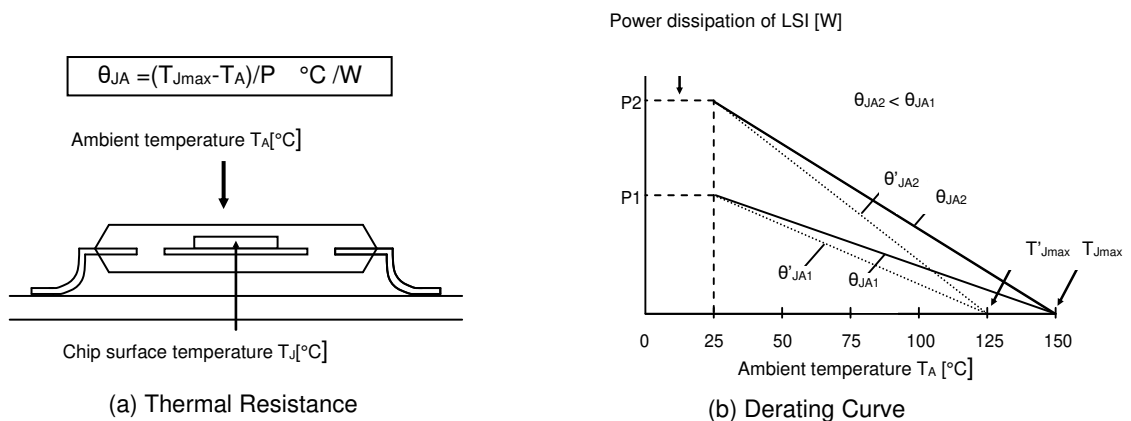 θJA =(TJmax-TA)/P °C /W
Ambient temperature TA[°C]
Chip surface temperature TJ[°C]
(a) Thermal Resistance
Power dissipation of LSI [W]
P2
θJA2 < θJA1
θ'JA2
θJA2
P1
T'Jmax TJmax
θ'JA1
θJA1
0 25 50 75 100 125 150
Ambient temperature TA [°C]
(b) Derating Curve